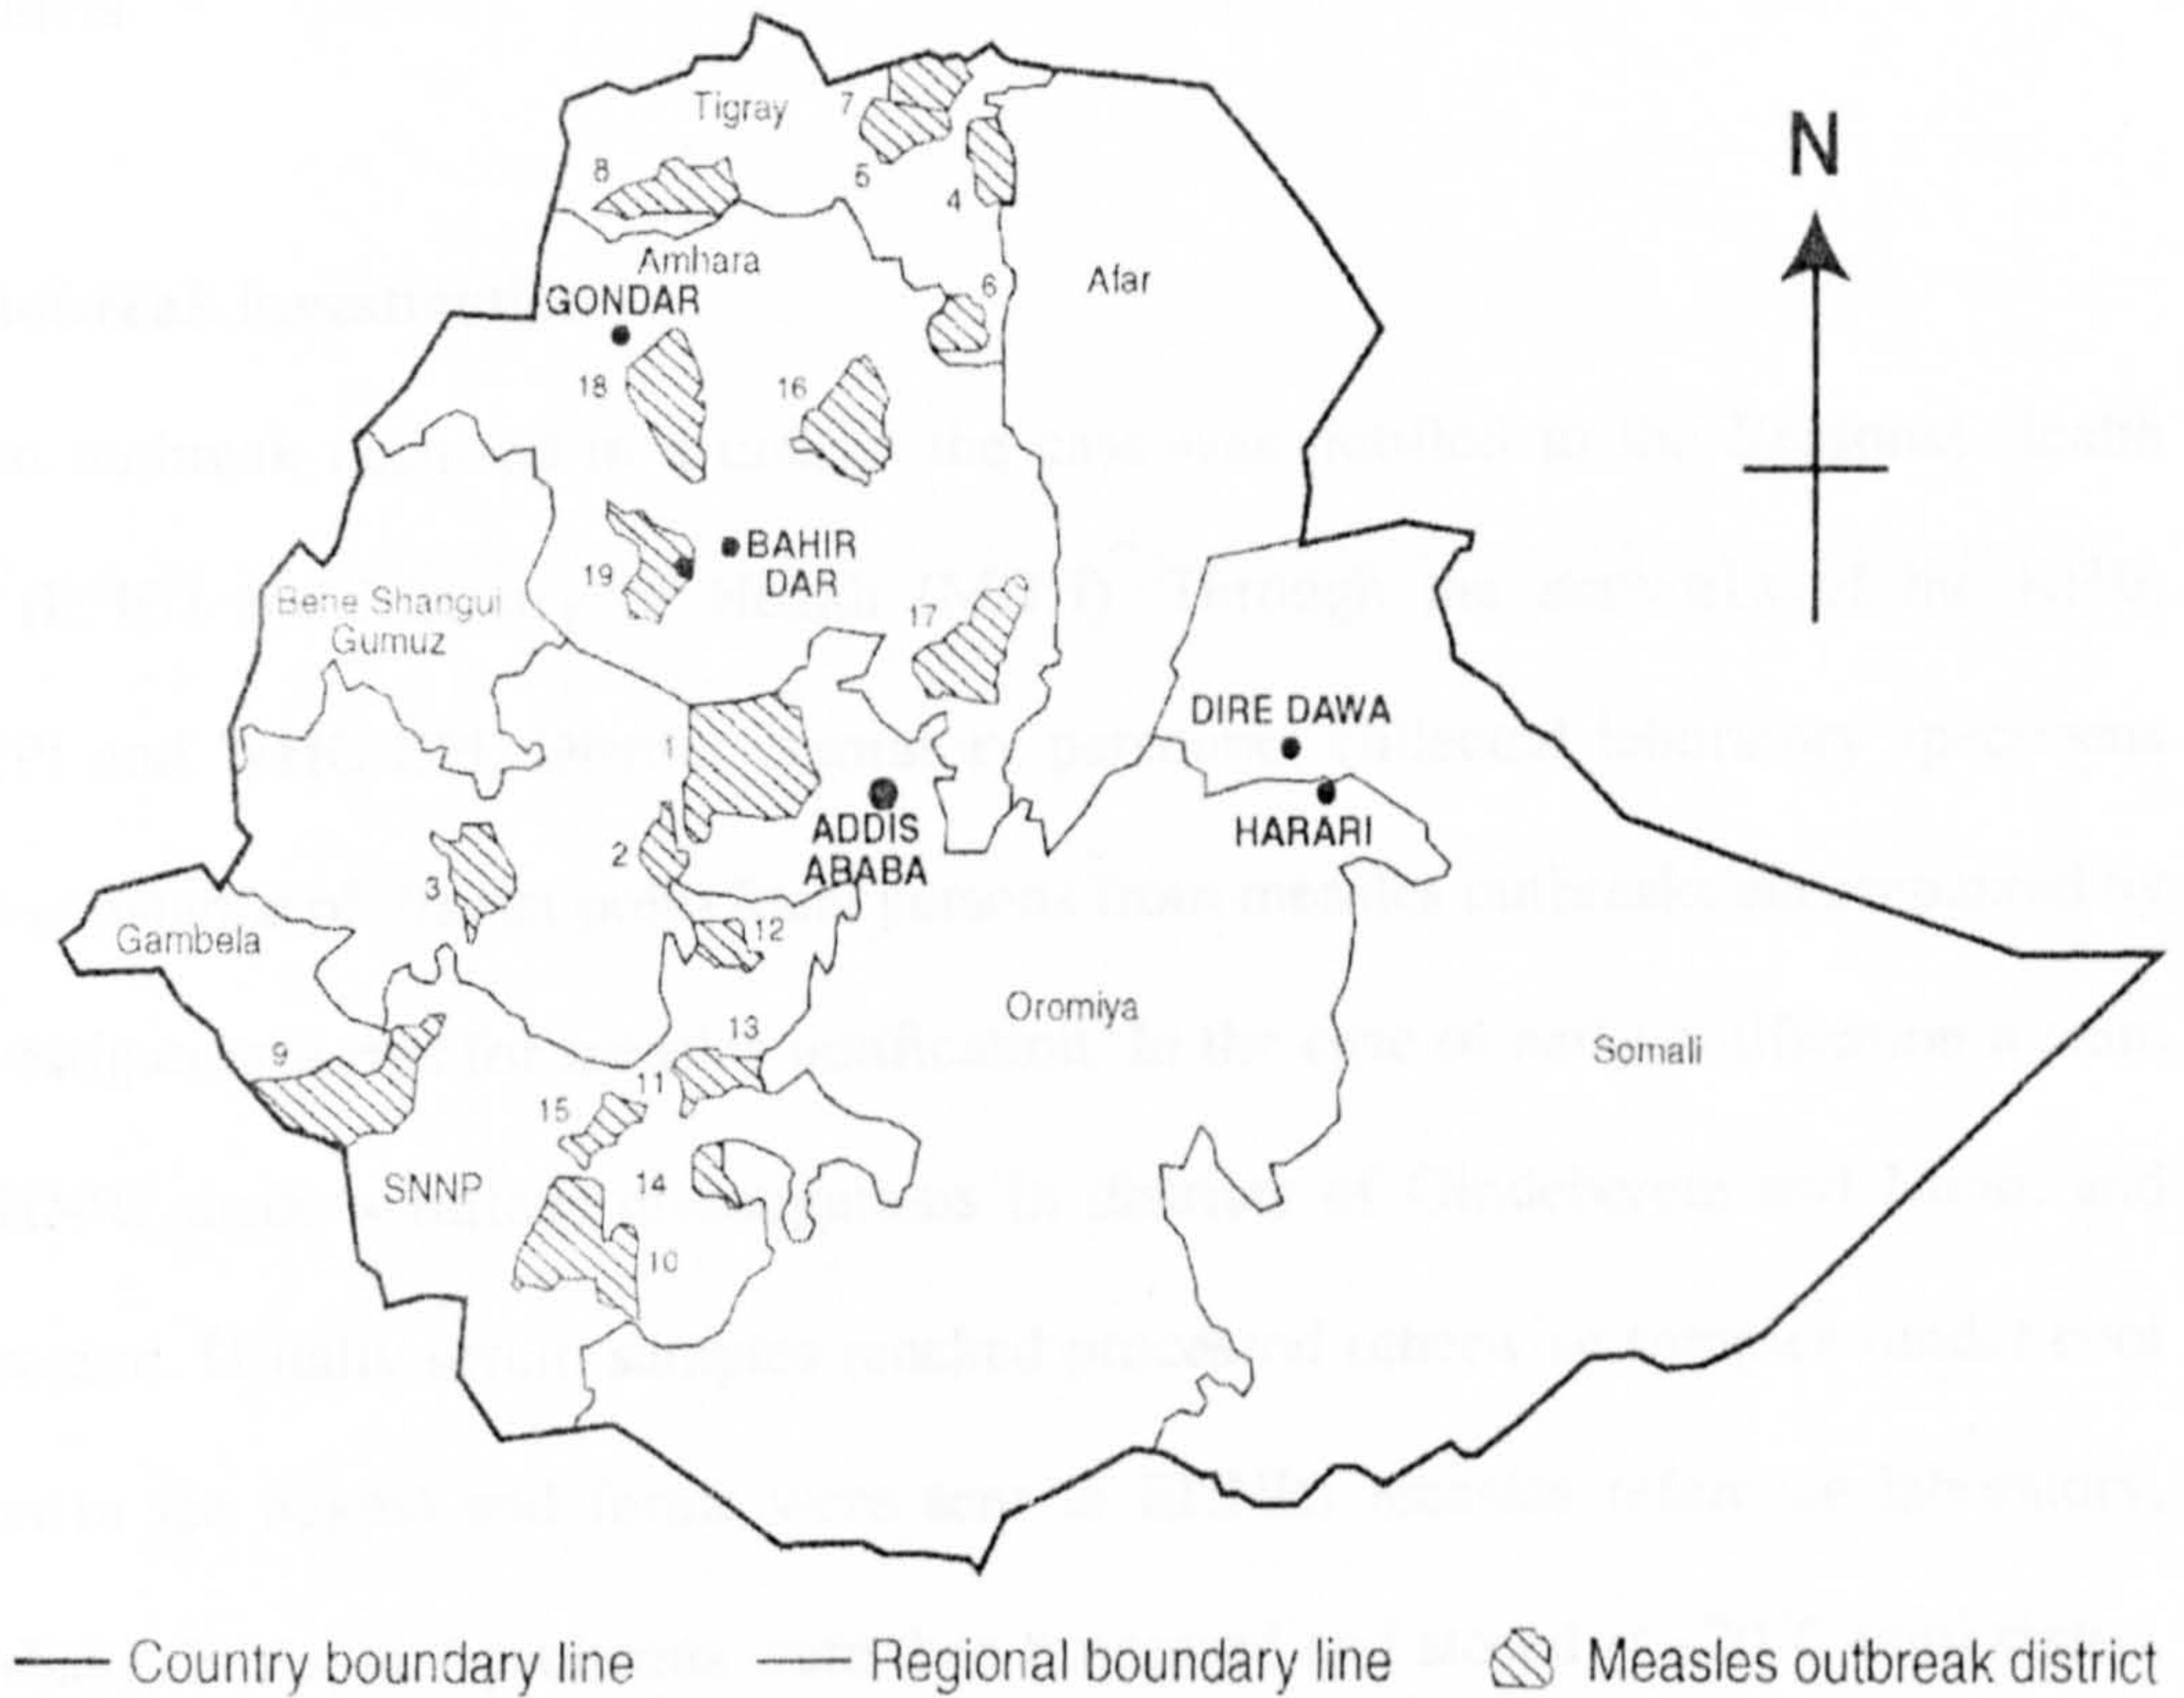 Tigray
7
N
8
5
4
Amhara
6
Afar
GONDAR
18
16
BAHIR
DAR
19
Bene Shangui
Gumuz
17
DIRE DAWA
1
ADDIS
ABABA
HARARI
2
3
12
Gambela
Oromiya
13
Somali
9
11
15
SNNP
14
10
Country boundary line
Regional boundary line
Measles outbreak district